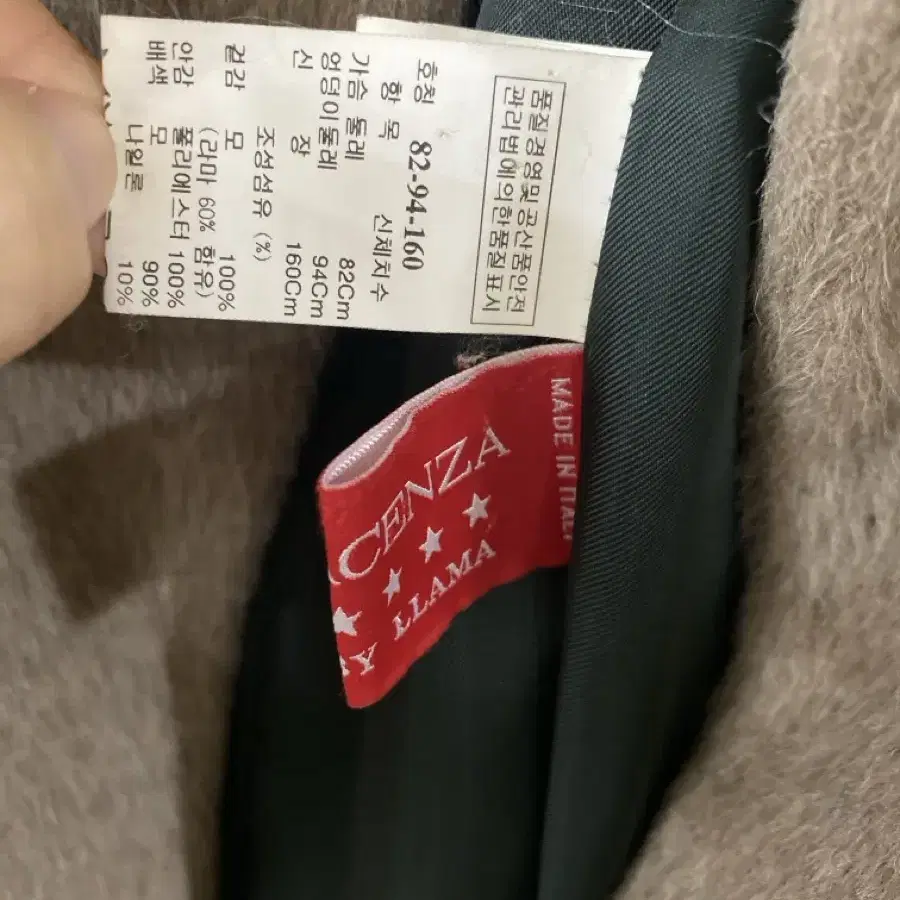 품질경영및공산품안전
관리법에의한품질표시
호칭 82-94-160
항 목 신체치수
가슴 둘레 82Cm
엉덩이둘레 94Cm
신 장 160Cm
조성섬유 (%)
겉감 모 100%
(라마 60% 함유)
안감 폴리에스터 100%
배색 모 90%
나일론 10%
MADE IN ITALY
CENZA
LLAMA